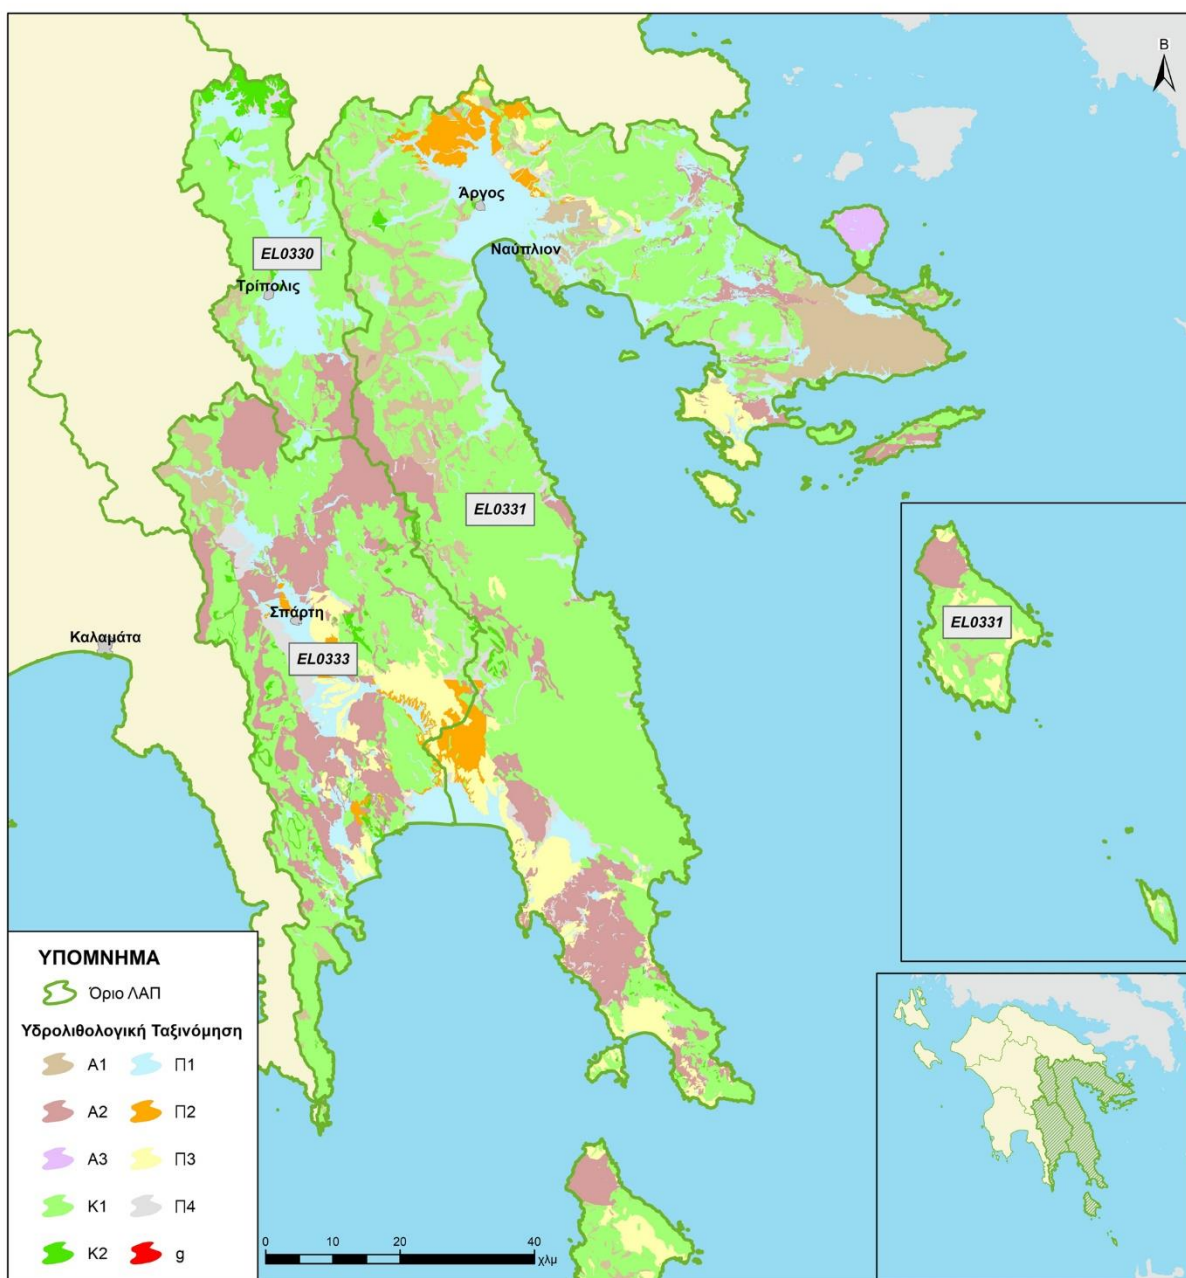 B
Άργος
Ναύπλιον
EL0330
Τρίπολις
EL0331
Σπάρτη
Καλαμάτα
EL0333
EL0331
ΥΠΟΜΝΗΜΑ
Όριο ΛΑΠ
Υδρολιθολογική Ταξινόμηση
Α1 Π1
Α2 Π2
Α3 Π3
Κ1 Π4
Κ2 g
0 10 20 40
χλμ